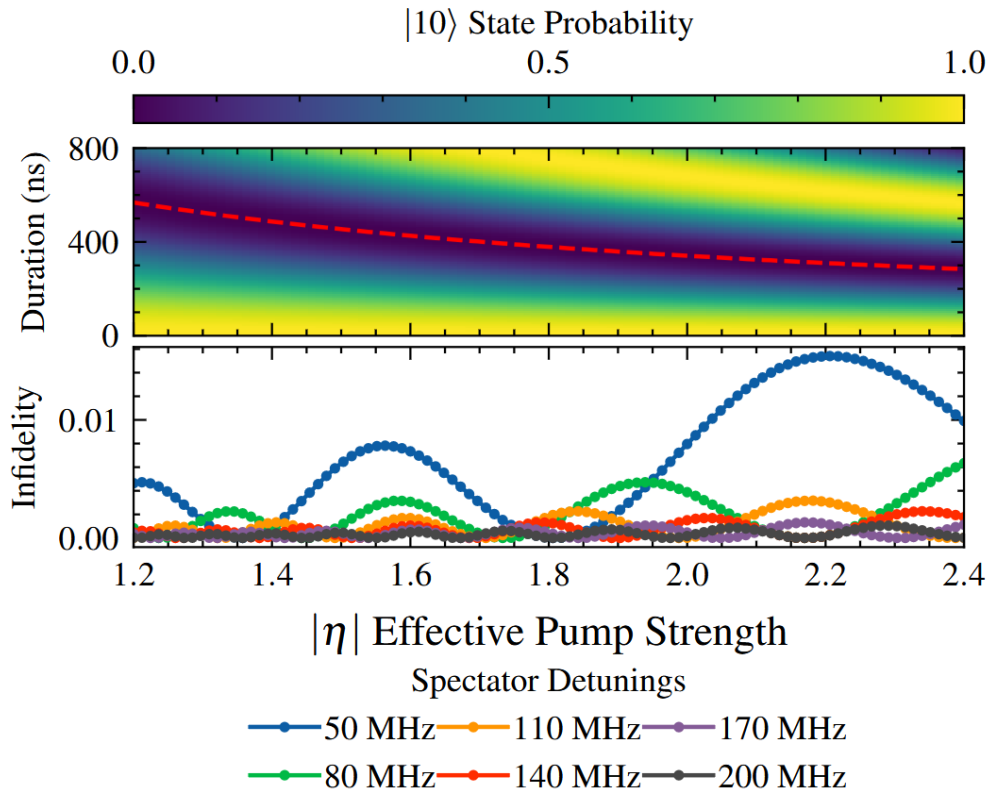 |10⟩ State Probability
0.0 0.5 1.0
800
400
0
Duration (ns)
0.01
0.00
Infidelity
1.2 1.4 1.6 1.8 2.0 2.2 2.4
|η| Effective Pump Strength
Spectator Detunings
50 MHz 110 MHz 170 MHz
80 MHz 140 MHz 200 MHz